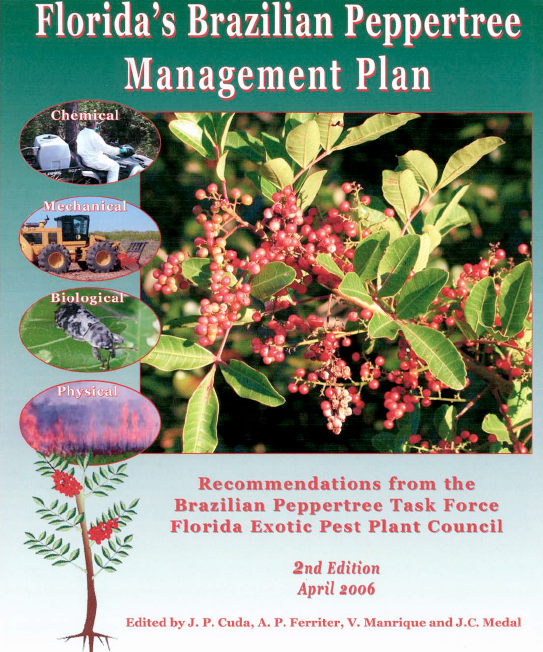 Florida's Brazilian Peppertree
Management Plan
Chemical
Mechanical
Biological
Physical
Recommendations from the
Brazilian Peppertree Task Force
Florida Exotic Pest Plant Council
2nd Edition
April 2006
Edited by J. P. Cuda, A. P. Ferriter, V. Manrique and J.C. Medal